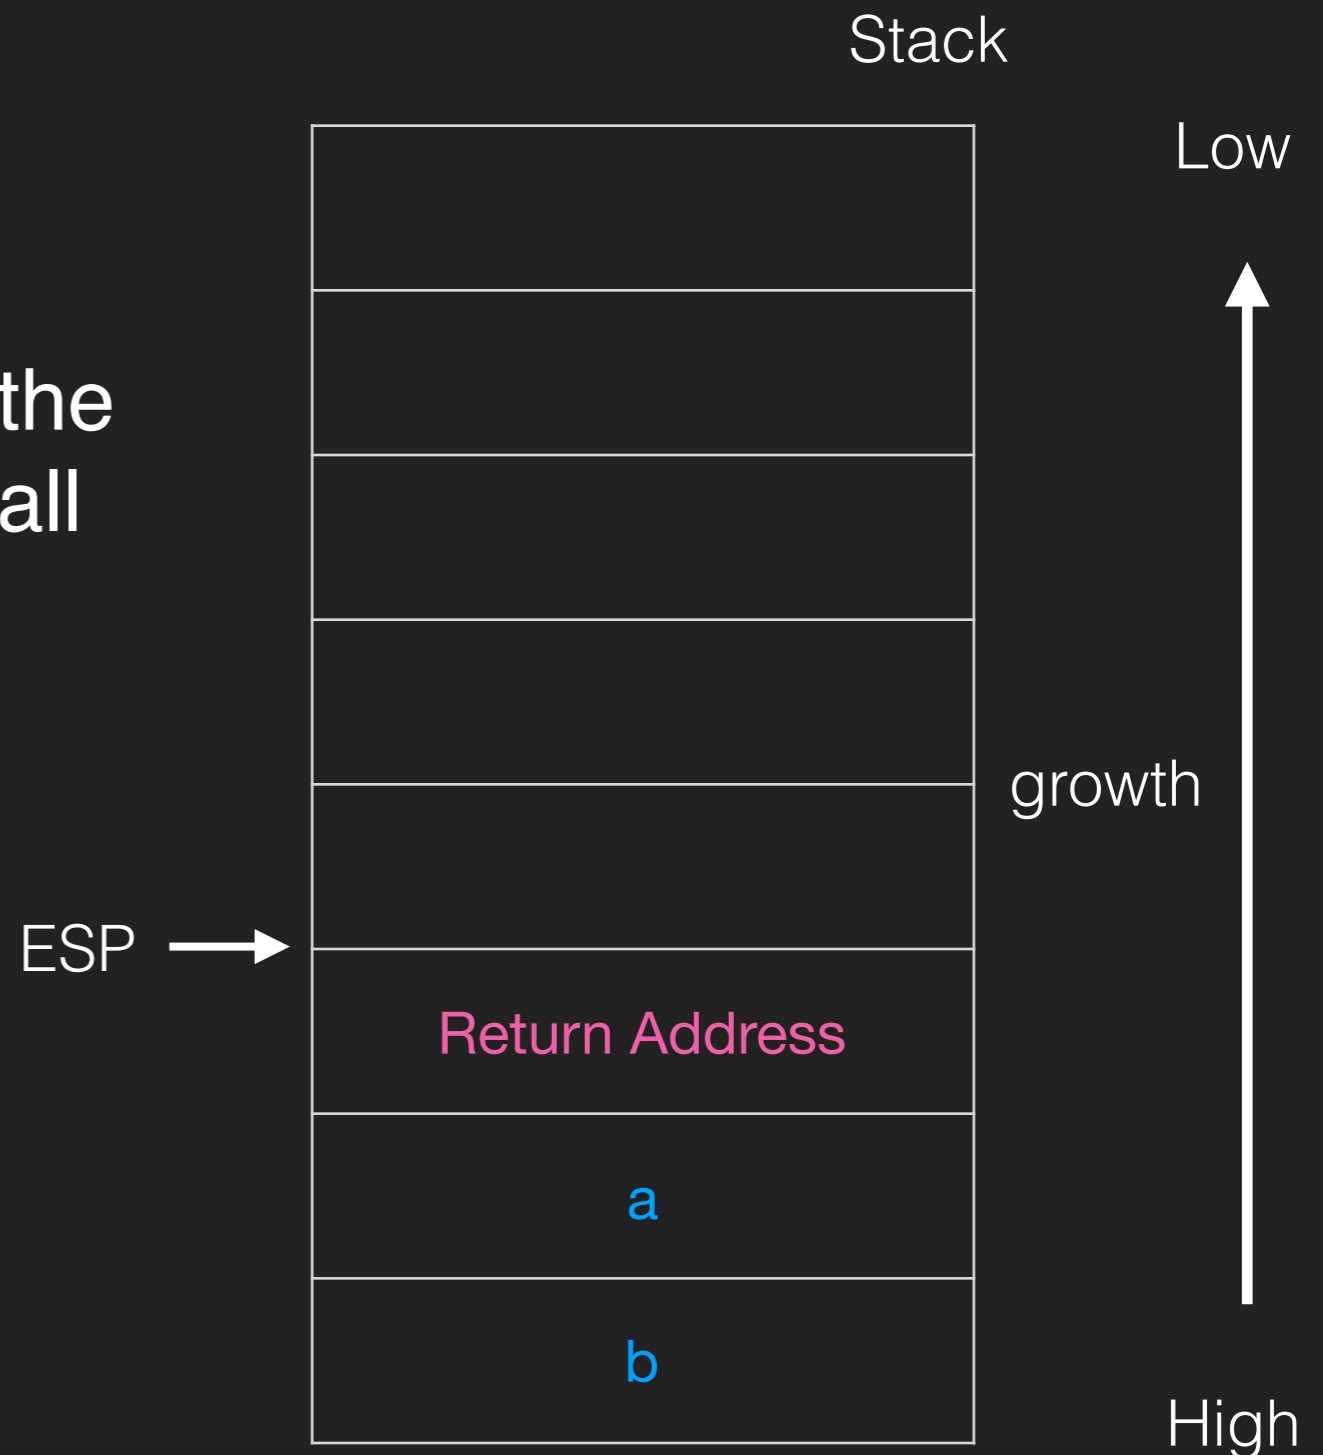 Stack
Low
the
all
growth
ESP
Return Address
a
b
High